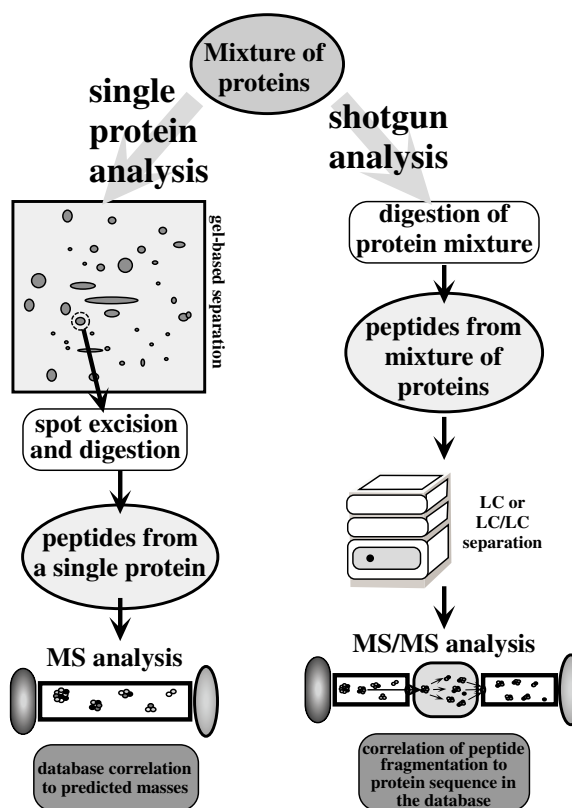 Mixture of
proteins
single
protein
analysis
gel-based separation
spot excision
and digestion
peptides from
a single protein
MS analysis
database correlation
to predicted masses
shotgun
analysis
digestion of
protein mixture
peptides from
mixture of
proteins
LC or
LC/LC
separation
MS/MS analysis
correlation of peptide
fragmentation to
protein sequence in
the database